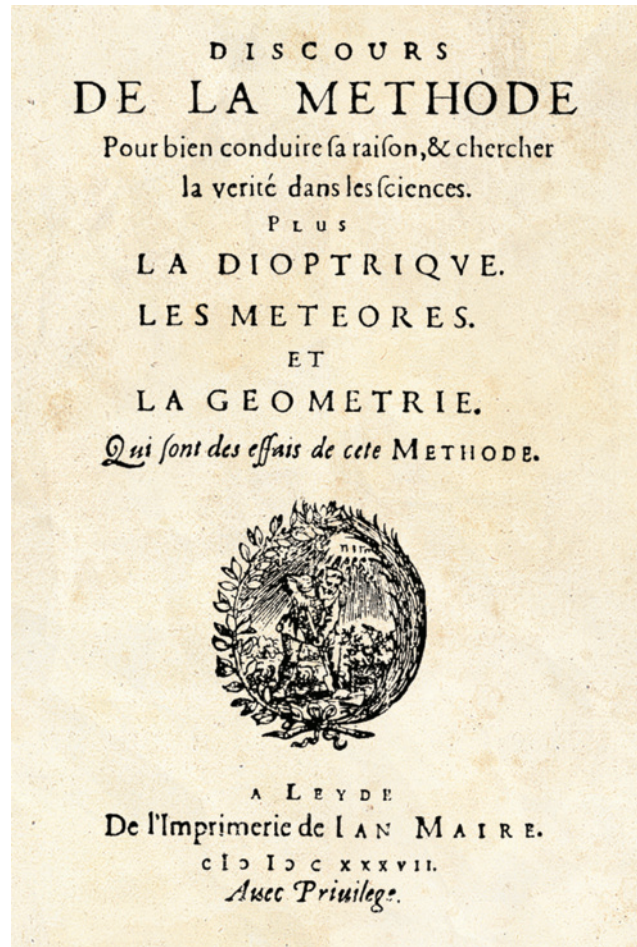 DISCOURS
DE LA METHODE
Pour bien conduire ſa raiſon, & chercher
la verité dans les ſciences.
PLUS
LA DIOPTRIQVE.
LES METEORES.
ET
LA GEOMETRIE.
Qui ſont des eſſais de cete METHODE.
A LEYDE
De l'Imprimerie de IAN MAIRE.
CIↃ IↃ C XXXVII.
Auec Priuilege.